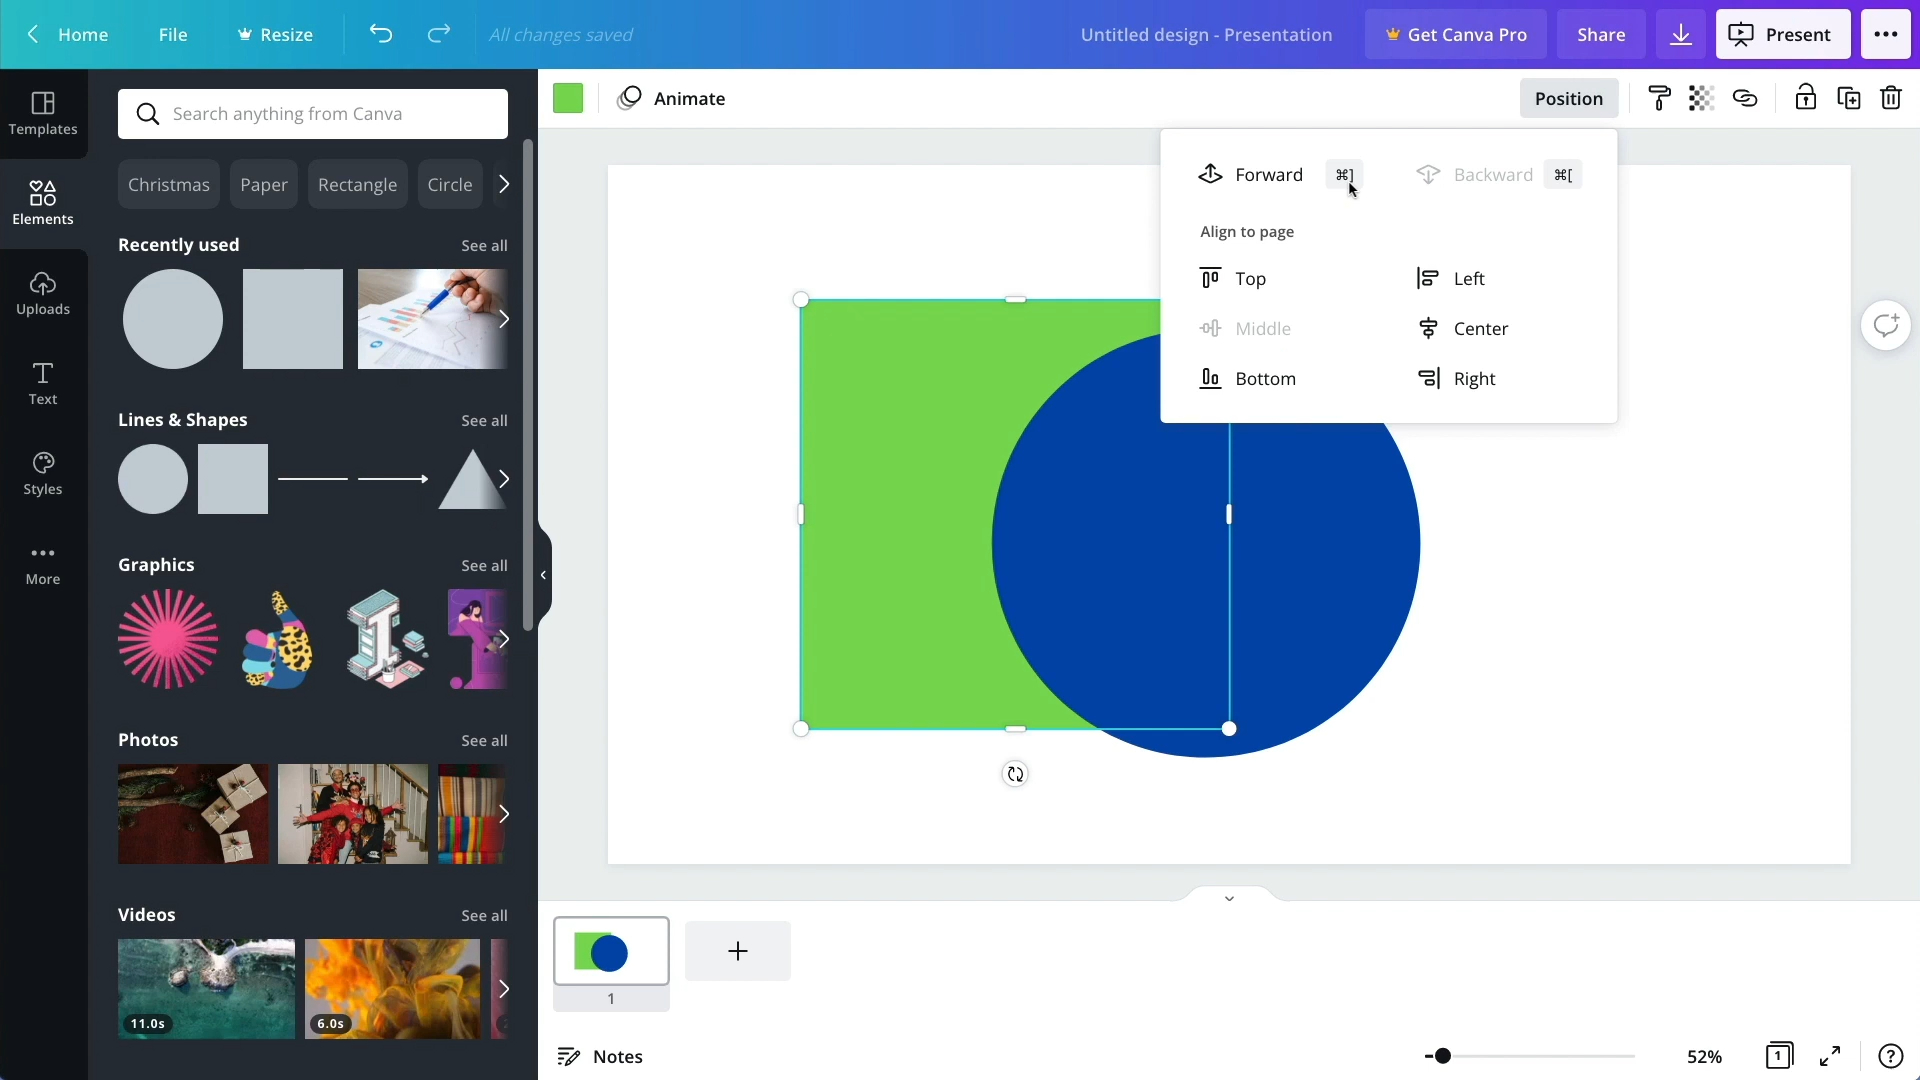 Home
File
Resize
All changes saved
Untitled design - Presentation
Get Canva Pro
Share
Present
Templates
Elements
Uploads
Text
Styles
More
Search anything from Canva
Christmas
Paper
Rectangle
Circle
Recently used
See all
Lines & Shapes
See all
Graphics
See all
Photos
See all
Videos
See all
11.0s
6.0s
Animate
Position
Forward ⌘]
Backward ⌘[
Align to page
Top
Left
Middle
Center
Bottom
Right
1
Notes
52%
1
?